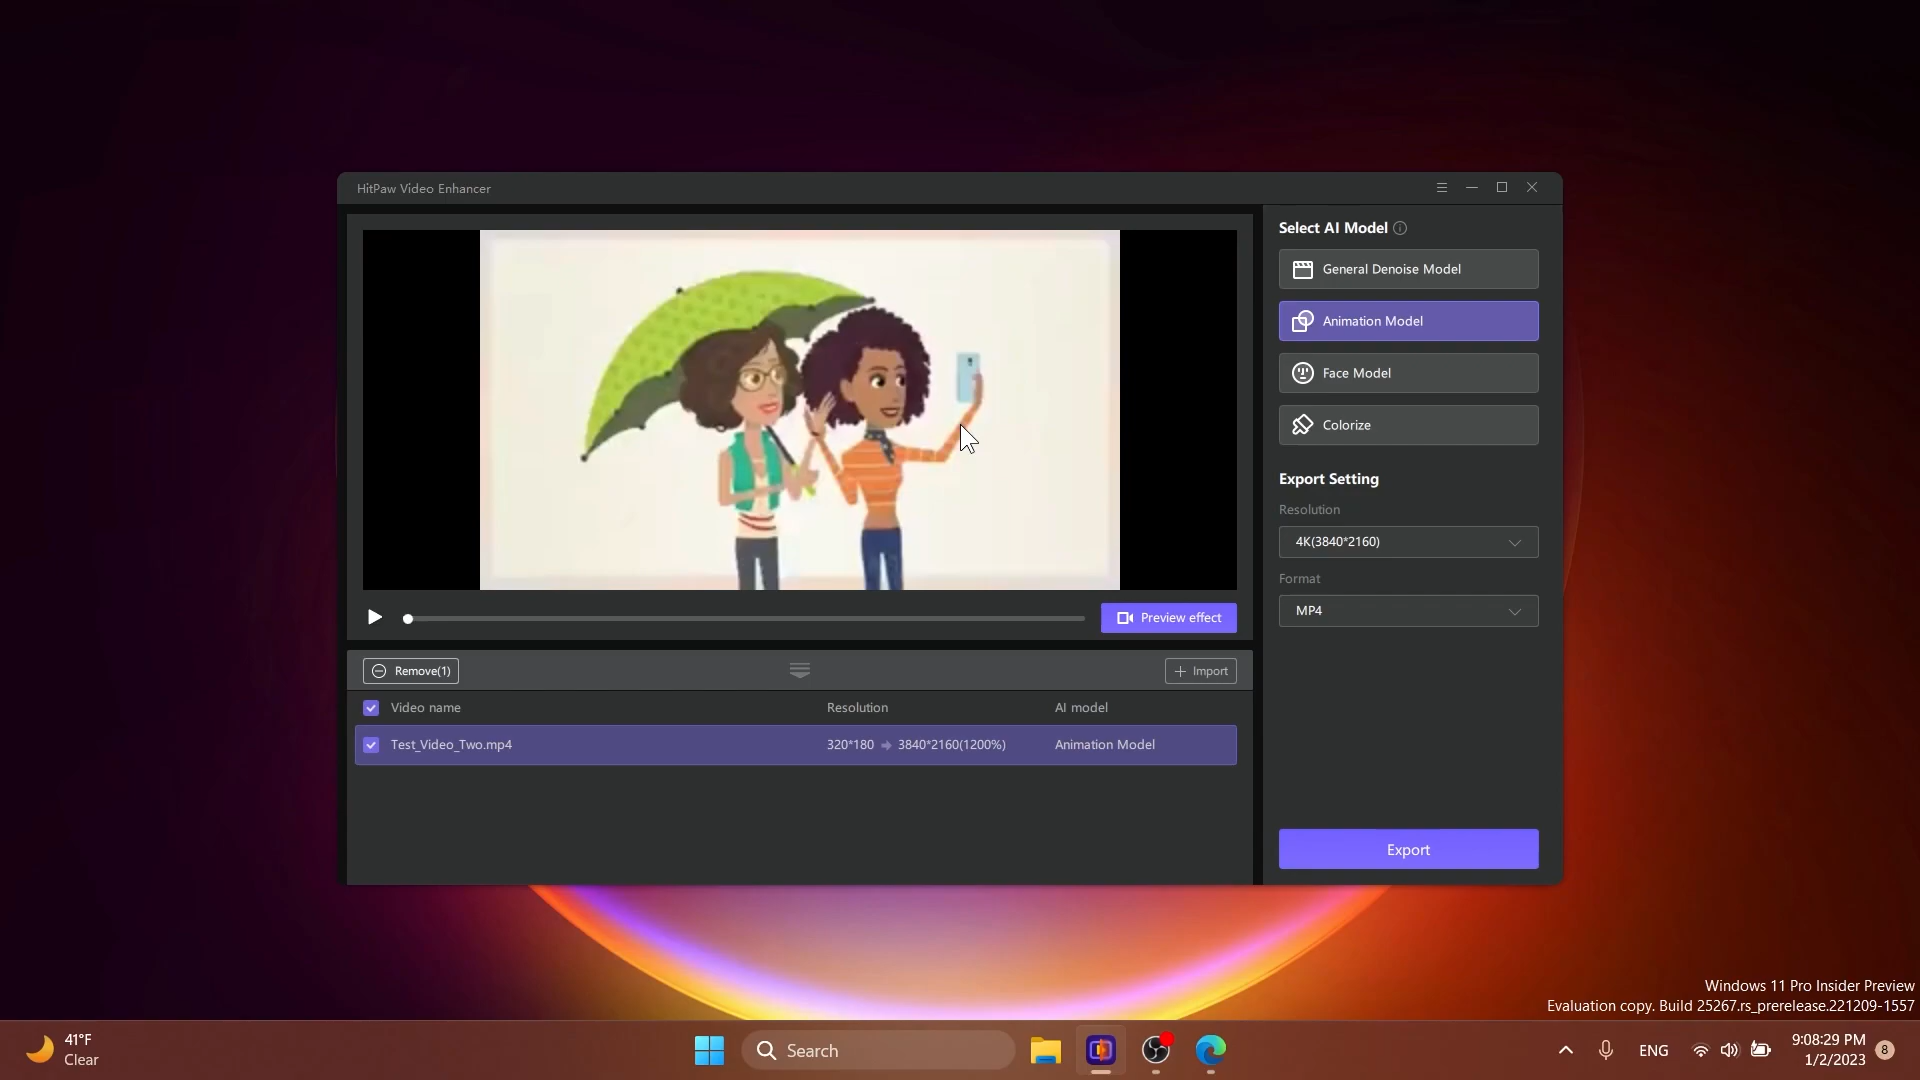 HitPaw Video Enhancer
Select AI Model
General Denoise Model
Animation Model
Face Model
Colorize
Export Setting
Resolution
4K(3840*2160)
Format
MP4
Preview effect
Remove(1)
Import
Video name Resolution AI model
Test_Video_Two.mp4 320*180 3840*2160(1200%) Animation Model
Export
Windows 11 Pro Insider Preview
Evaluation copy. Build 25267.rs_prerelease.221209-1557
41°F
Clear
Search
ENG
9:08:29 PM
1/2/2023
8